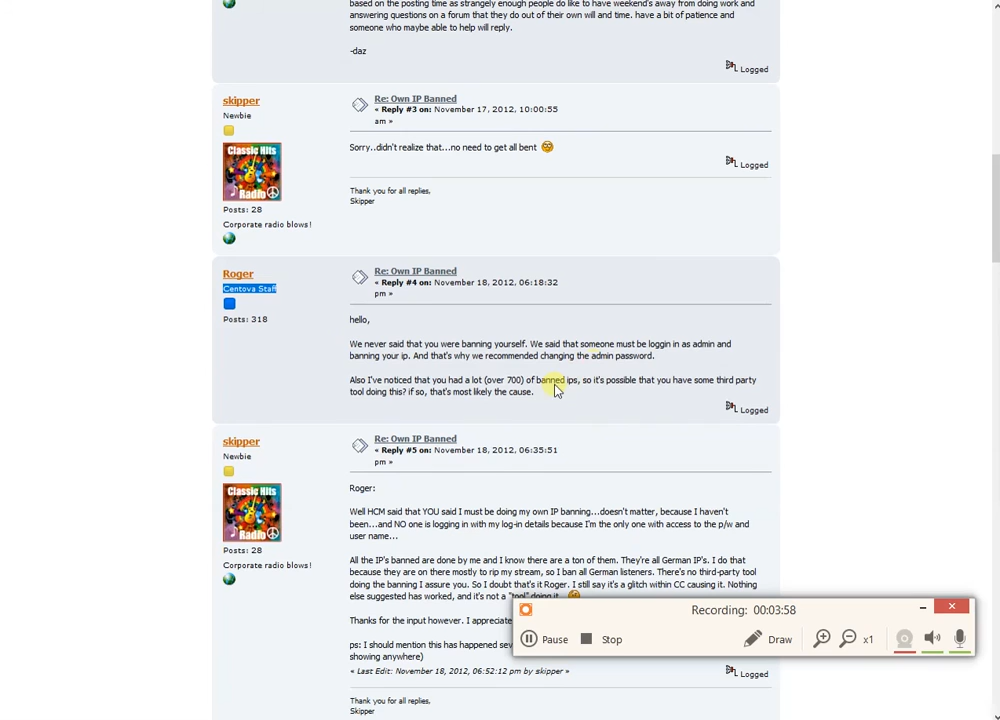 based on the posting time as strangely enough people do like to have weekend's away from doing work and
answering questions on a forum that they do out of their own will and time. have a bit of patience and
someone who maybe able to help will reply.
-daz
Logged
skipper
Newbie
Classic Hits
Radio
Posts: 28
Corporate radio blows!
Re: Own IP Banned
« Reply #3 on: November 17, 2012, 10:00:55
am »
Sorry..didn't realize that...no need to get all bent
Logged
Thank you for all replies,
Skipper
Roger
Centova Staff
Posts: 318
Re: Own IP Banned
« Reply #4 on: November 18, 2012, 06:18:32
pm »
hello,
We never said that you were banning yourself. We said that someone must be loggin in as admin and
banning your ip. And that's why we recommended changing the admin password.
Also I've noticed that you had a lot (over 700) of banned ips, so it's possible that you have some third party
tool doing this? if so, that's most likely the cause.
Logged
skipper
Newbie
Classic Hits
Radio
Posts: 28
Corporate radio blows!
Re: Own IP Banned
« Reply #5 on: November 18, 2012, 06:35:51
pm »
Roger:
Well HCM said that YOU said I must be doing my own IP banning...doesn't matter, because I haven't
been...and NO one is logging in with my log-in details because I'm the only one with access to the p/w and
user name...
All the IP's banned are done by me and I know there are a ton of them. They're all German IP's. I do that
because they are on there mostly to rip my stream, so I ban all German listeners. There's no third-party tool
doing the banning I assure you. So I doubt that's it Roger. I still say it's a glitch within CC causing it. Nothing
else suggested has worked, and it's not a "tool" doing it.
Thanks for the input however. I appreciate
ps: I should mention this has happened sev
showing anywhere)
« Last Edit: November 18, 2012, 06:52:12 pm by skipper »
Logged
Thank you for all replies,
Skipper
Recording: 00:03:58
Pause
Stop
Draw
x1